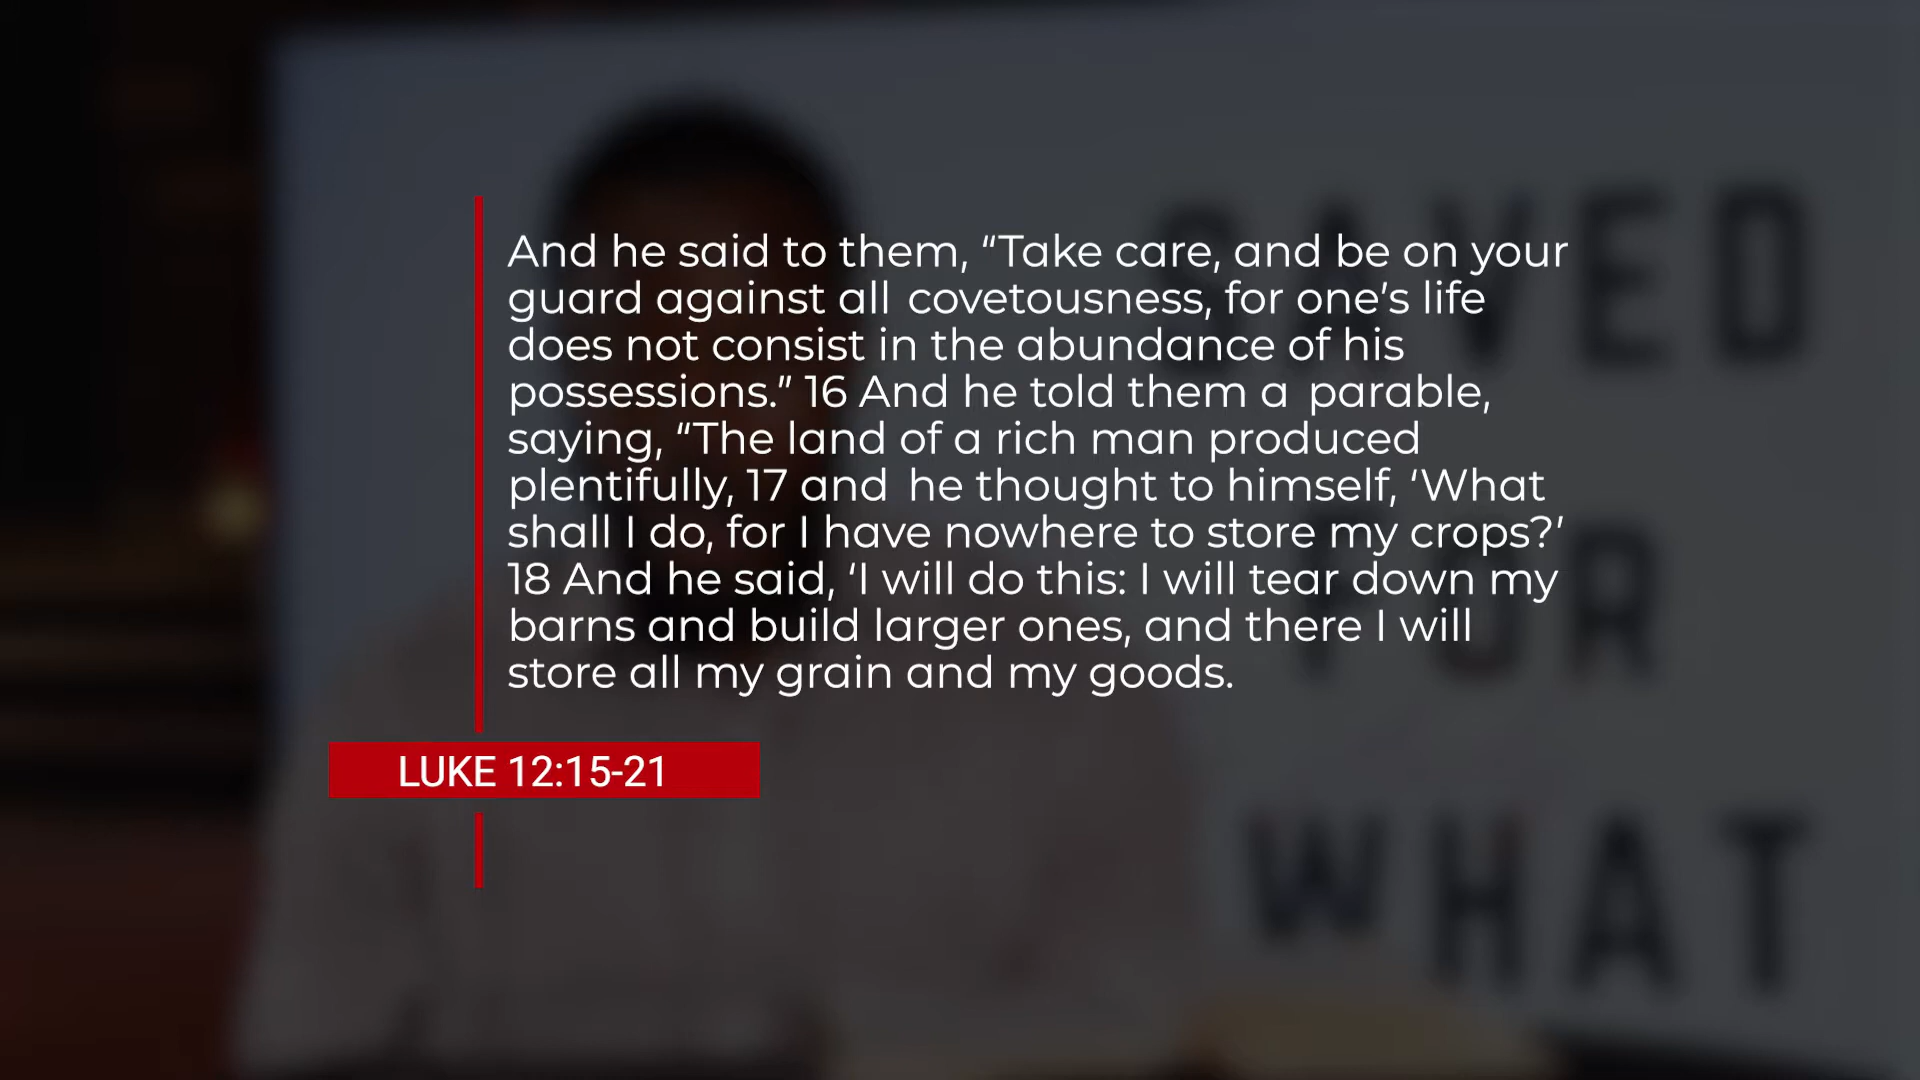 And he said to them, “Take care, and be on your
guard against all covetousness, for one’s life
does not consist in the abundance of his
possessions.” 16 And he told them a parable,
saying, “The land of a rich man produced
plentifully, 17 and he thought to himself, ‘What
shall I do, for I have nowhere to store my crops?’
18 And he said, ‘I will do this: I will tear down my
barns and build larger ones, and there I will
store all my grain and my goods.
LUKE 12:15-21
SAVED
FOR
WHAT